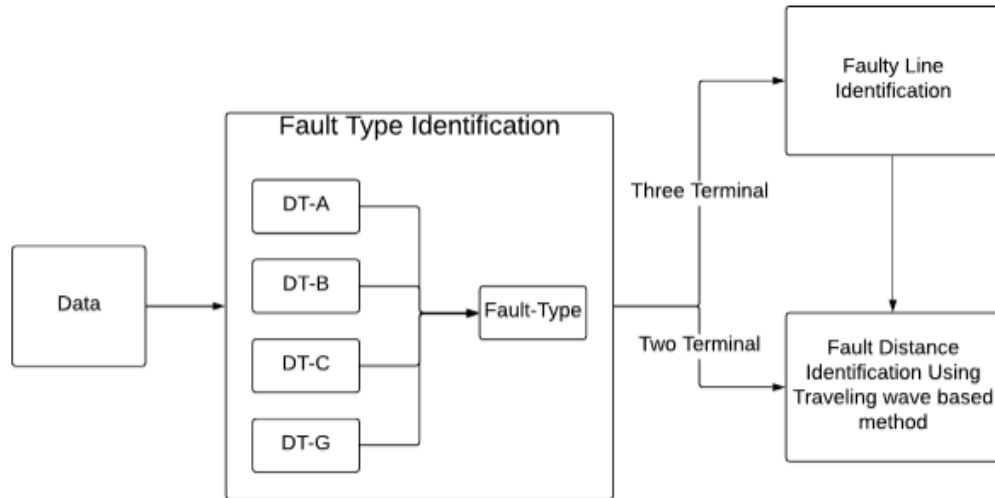 Data
Fault Type Identification
DT-A
DT-B
DT-C
DT-G
Fault-Type
Three Terminal
Two Terminal
Faulty Line
Identification
Fault Distance
Identification Using
Traveling wave based
method